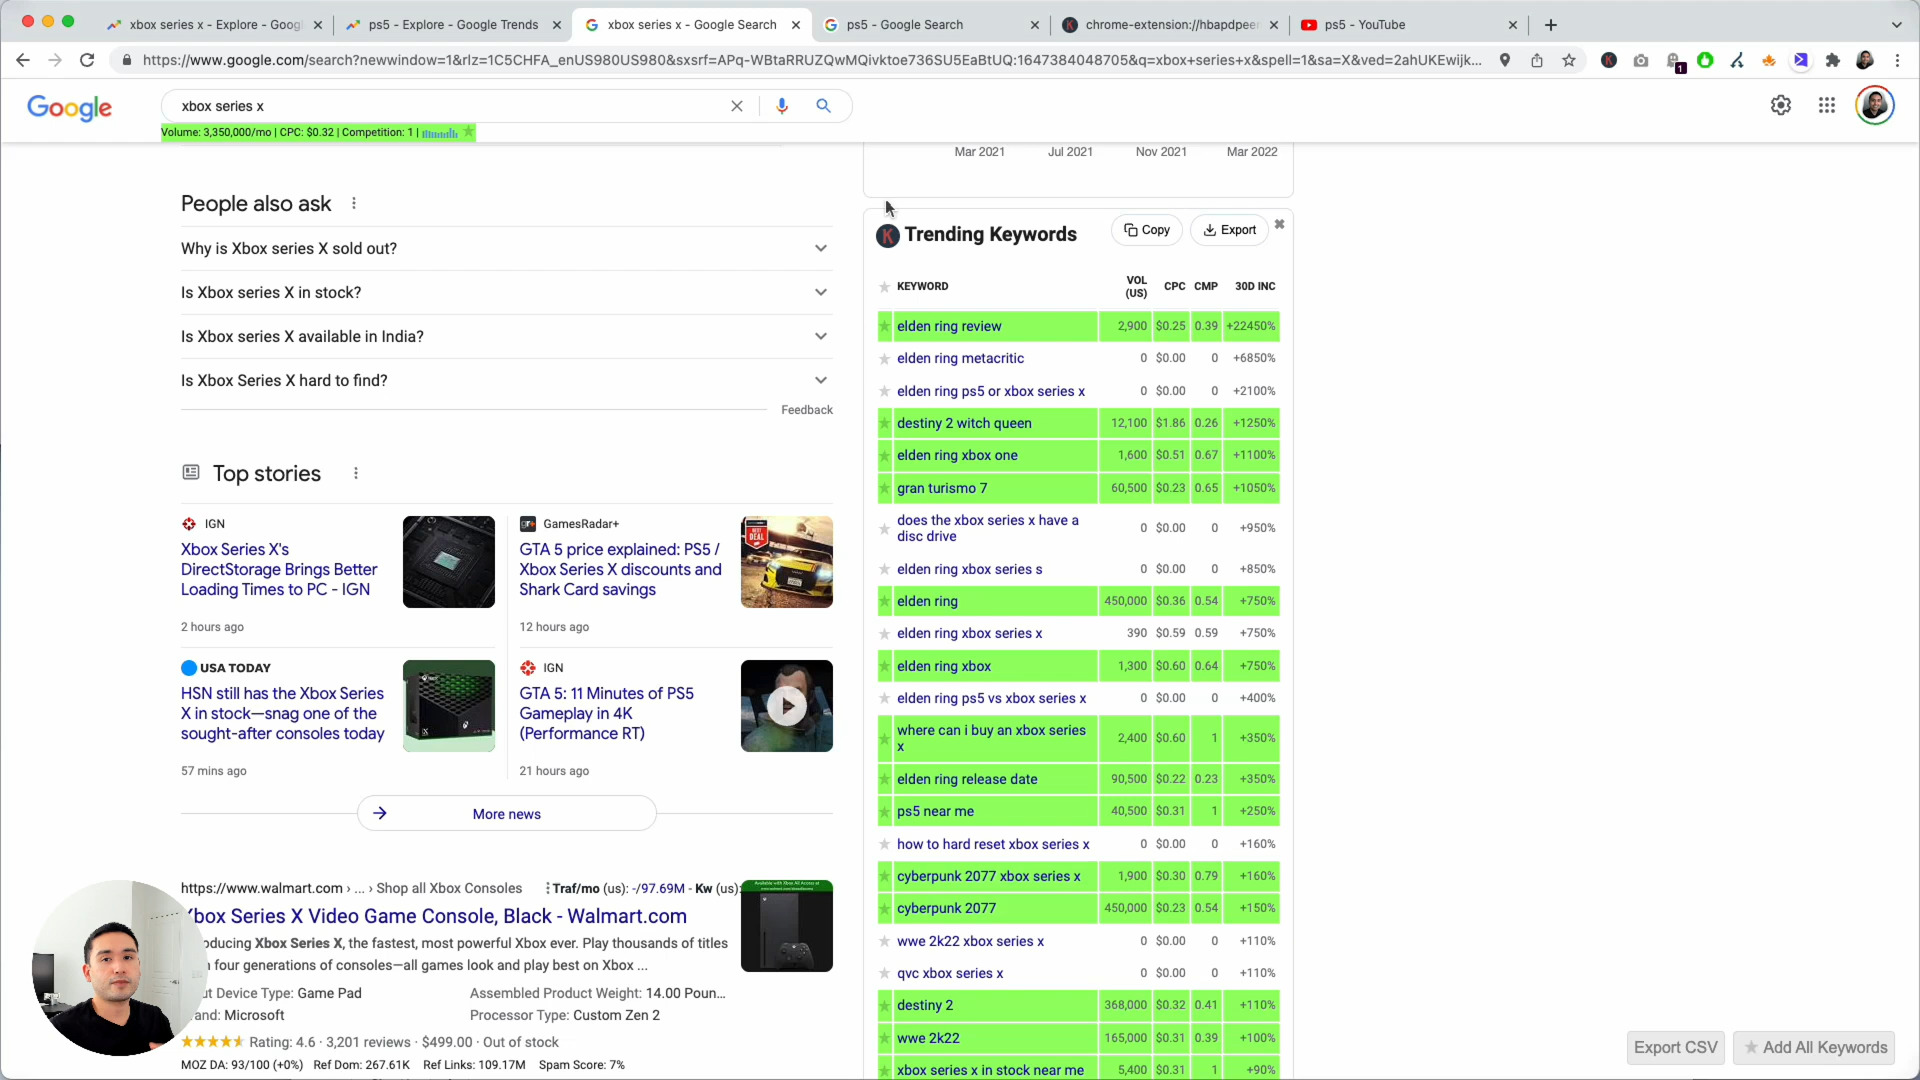 xbox series x - Explore - Goog
ps5 - Explore - Google Trends
xbox series x - Google Search
ps5 - Google Search
chrome-extension://hbapdpeer
ps5 - YouTube
https://www.google.com/search?newwindow=1&rlz=1C5CHFA_enUS980US980&sxsrf=APq-WBtaRRUZQwMQivktoe736SU5EaBtUQ:1647384048705&q=xbox+series+x&spell=1&sa=X&ved=2ahUKEwijk...
1
Google
xbox series x
Volume: 3,350,000/mo | CPC: $0.32 | Competition: 1 |
People also ask
Why is Xbox series X sold out?
Is Xbox series X in stock?
Is Xbox series X available in India?
Is Xbox Series X hard to find?
Feedback
Top stories
IGN
Xbox Series X's
DirectStorage Brings Better
Loading Times to PC - IGN
2 hours ago
GamesRadar+
GTA 5 price explained: PS5 /
Xbox Series X discounts and
Shark Card savings
12 hours ago
USA TODAY
HSN still has the Xbox Series
X in stock—snag one of the
sought-after consoles today
57 mins ago
IGN
GTA 5: 11 Minutes of PS5
Gameplay in 4K
(Performance RT)
21 hours ago
More news
https://www.walmart.com › ... › Shop all Xbox Consoles
Traf/mo (us): -/97.69M - Kw (us):
Xbox Series X Video Game Console, Black - Walmart.com
oducing Xbox Series X, the fastest, most powerful Xbox ever. Play thousands of titles
four generations of consoles—all games look and play best on Xbox ...
ut Device Type: Game Pad
Assembled Product Weight: 14.00 Poun...
and: Microsoft
Processor Type: Custom Zen 2
Rating: 4.6 · 3,201 reviews · $499.00 · Out of stock
MOZ DA: 93/100 (+0%) Ref Dom: 267.61K Ref Links: 109.17M Spam Score: 7%
Mar 2021 Jul 2021 Nov 2021 Mar 2022
K Trending Keywords
Copy
Export
KEYWORD VOL (US) CPC CMP 30D INC
elden ring review 2,900 $0.25 0.39 +22450%
elden ring metacritic 0 $0.00 0 +6850%
elden ring ps5 or xbox series x 0 $0.00 0 +2100%
destiny 2 witch queen 12,100 $1.86 0.26 +1250%
elden ring xbox one 1,600 $0.51 0.67 +1100%
gran turismo 7 60,500 $0.23 0.65 +1050%
does the xbox series x have a
disc drive 0 $0.00 0 +950%
elden ring xbox series s 0 $0.00 0 +850%
elden ring 450,000 $0.36 0.54 +750%
elden ring xbox series x 390 $0.59 0.59 +750%
elden ring xbox 1,300 $0.60 0.64 +750%
elden ring ps5 vs xbox series x 0 $0.00 0 +400%
where can i buy an xbox series
x 2,400 $0.60 1 +350%
elden ring release date 90,500 $0.22 0.23 +350%
ps5 near me 40,500 $0.31 1 +250%
how to hard reset xbox series x 0 $0.00 0 +160%
cyberpunk 2077 xbox series x 1,900 $0.30 0.79 +160%
cyberpunk 2077 450,000 $0.23 0.54 +150%
wwe 2k22 xbox series x 0 $0.00 0 +110%
qvc xbox series x 0 $0.00 0 +110%
destiny 2 368,000 $0.32 0.41 +110%
wwe 2k22 165,000 $0.31 0.39 +100%
xbox series x in stock near me 5,400 $0.31 1 +90%
Export CSV
Add All Keywords